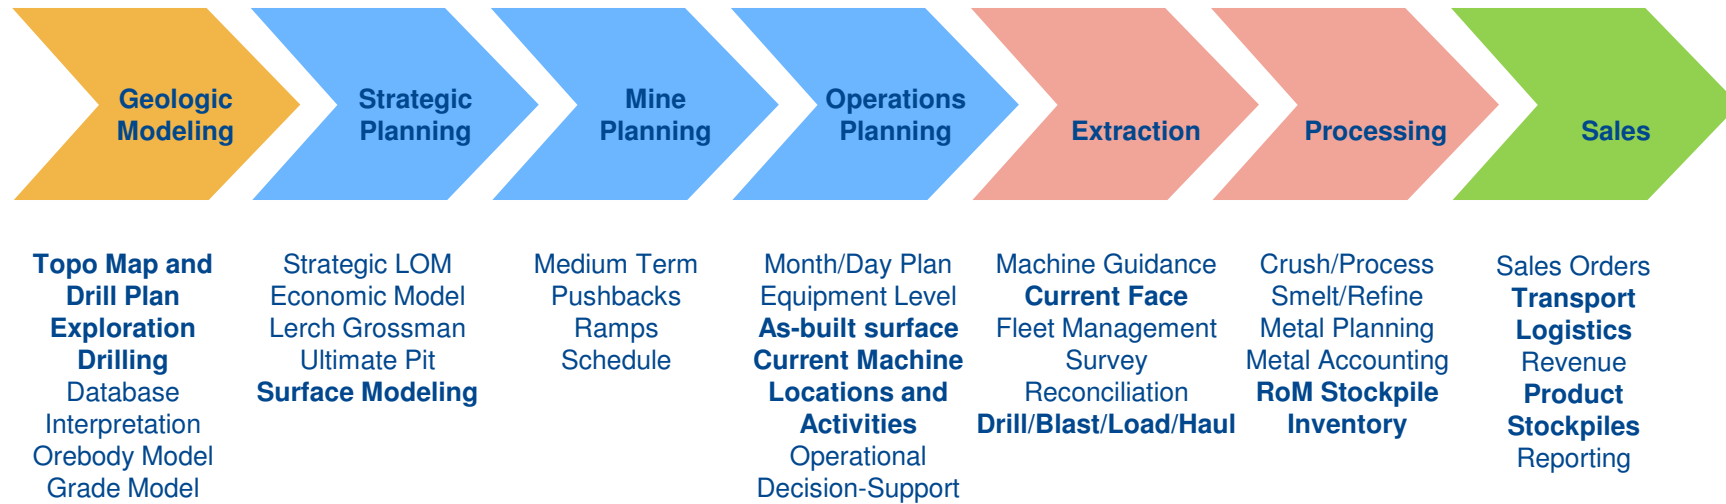 Geologic
Modeling
Strategic
Planning
Mine
Planning
Operations
Planning
Extraction
Processing
Sales
Topo Map and
Drill Plan
Exploration
Drilling
Database
Interpretation
Orebody Model
Grade Model
Strategic LOM
Economic Model
Lerch Grossman
Ultimate Pit
Surface Modeling
Medium Term
Pushbacks
Ramps
Schedule
Month/Day Plan
Equipment Level
As-built surface
Current Machine
Locations and
Activities
Operational
Decision-Support
Machine Guidance
Current Face
Fleet Management
Survey
Reconciliation
Drill/Blast/Load/Haul
Crush/Process
Smelt/Refine
Metal Planning
Metal Accounting
RoM Stockpile
Inventory
Sales Orders
Transport
Logistics
Revenue
Product
Stockpiles
Reporting